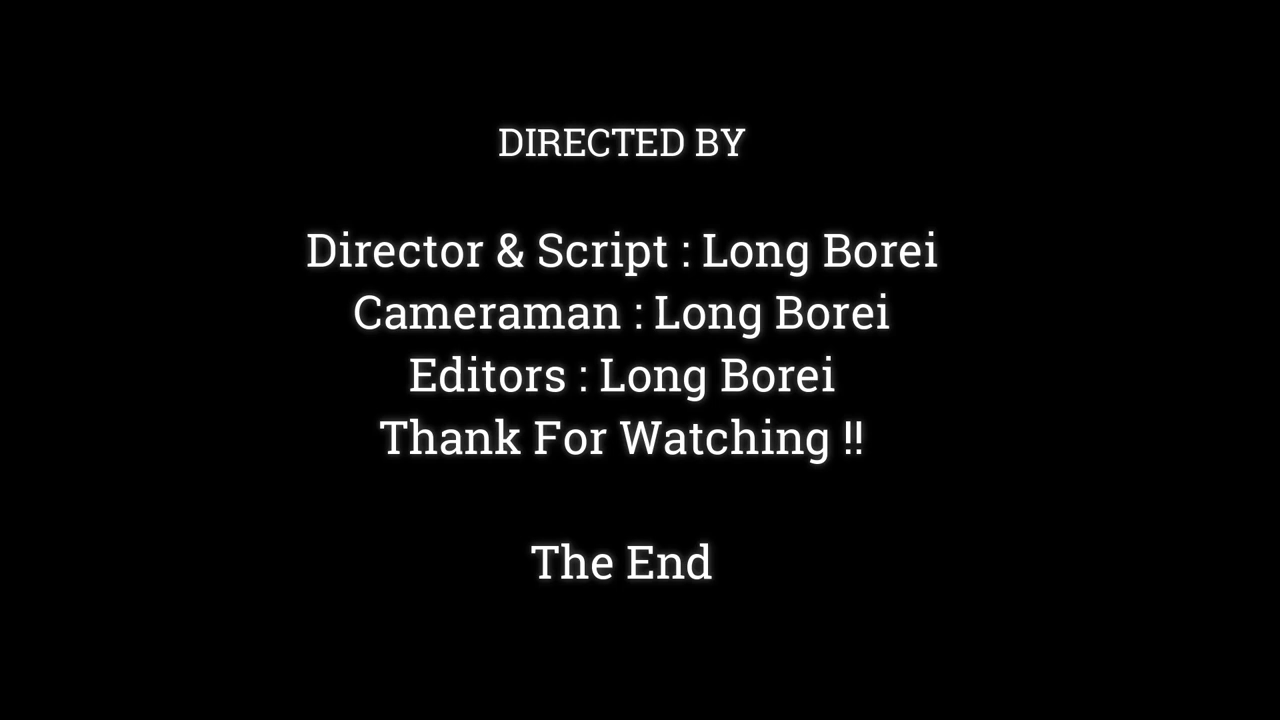 DIRECTED BY
Director & Script : Long Borei
Cameraman : Long Borei
Editors : Long Borei
Thank For Watching !!
The End